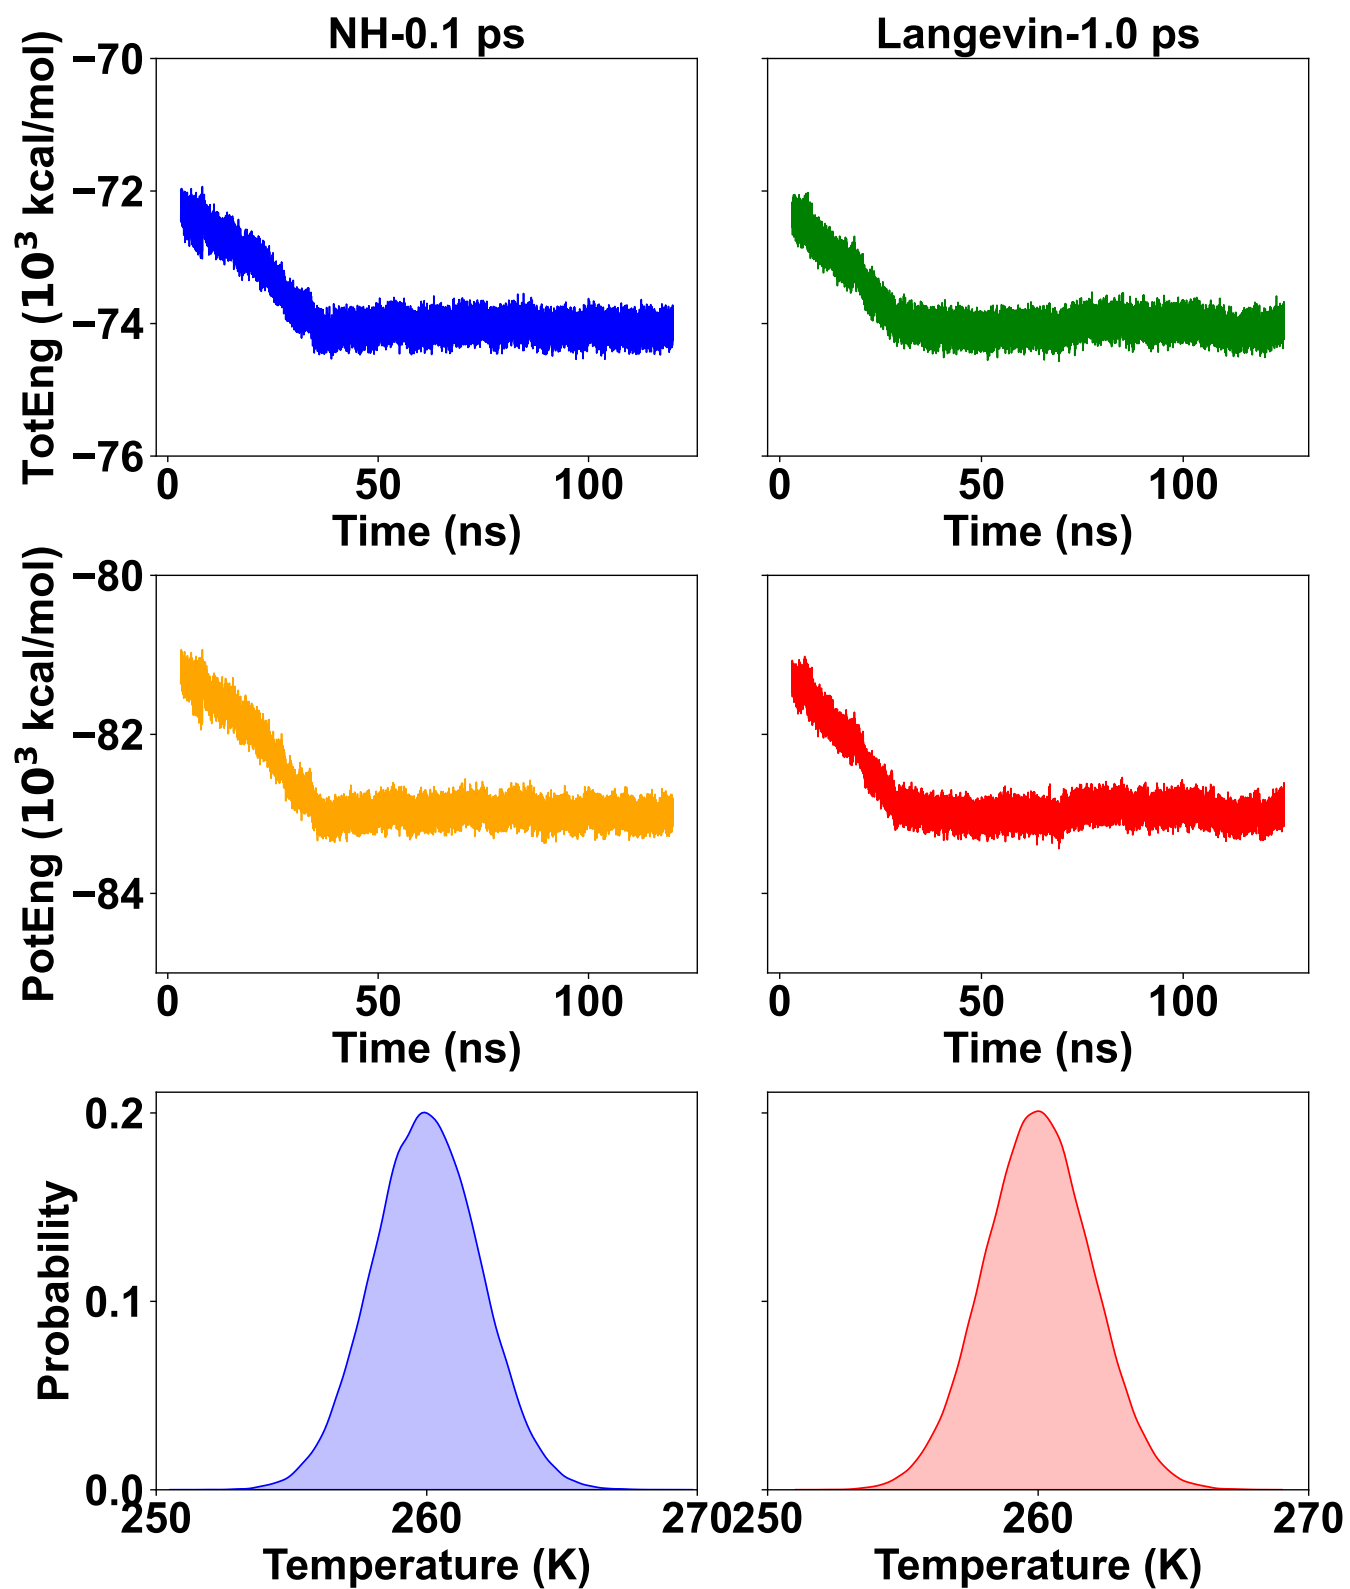 NH-0.1 ps
Langevin-1.0 ps
TotEng (10³ kcal/mol)
−70
−72
−74
−76
0 50 100
0 50 100
Time (ns)
Time (ns)
PotEng (10³ kcal/mol)
−80
−82
−84
0 50 100
0 50 100
Time (ns)
Time (ns)
Probability
0.2
0.1
0.0
250 260 270
250 260 270
Temperature (K)
Temperature (K)